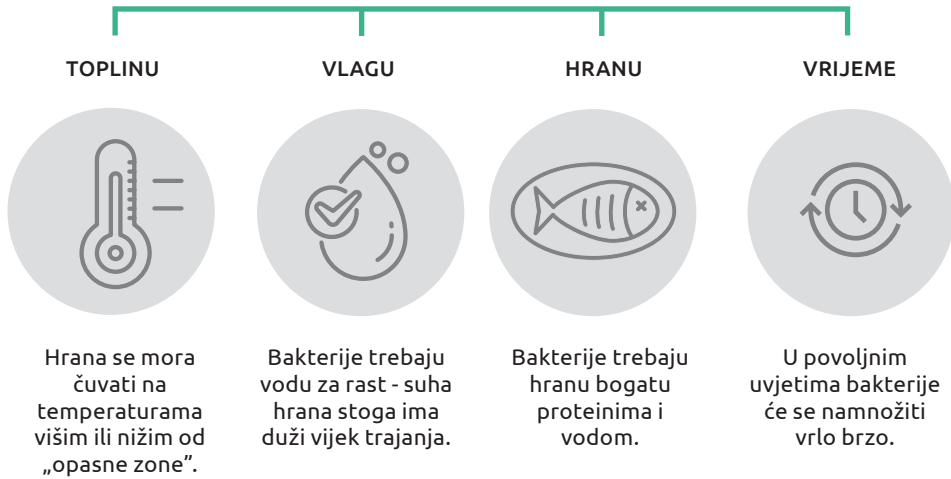 TOPLINU
VLAGU
HRANU
VRIJEME
Hrana se mora
čuvati na
temperaturama
višim ili nižim od
„opasne zone”.
Bakterije trebaju
vodu za rast - suha
hrana stoga ima
duži vijek trajanja.
Bakterije trebaju
hranu bogatu
proteinima i
vodom.
U povoljnim
uvjetima bakterije
će se namnožiti
vrlo brzo.